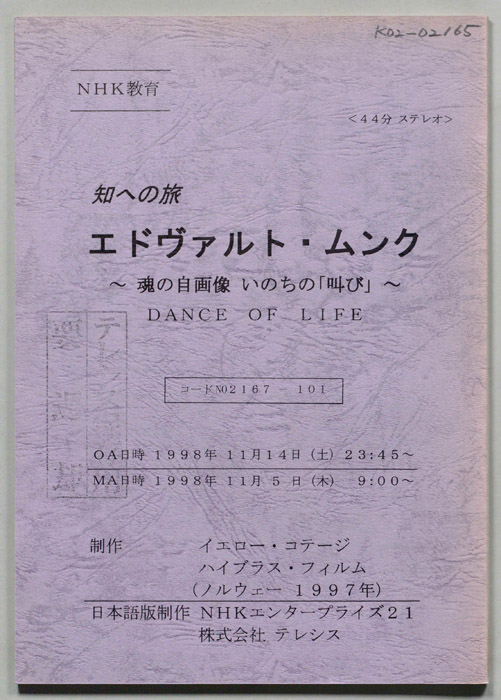 K02-02165
NHK教育
<44分 ステレオ>
知への旅
エドヴァルト・ムンク
～ 魂の自画像 いのちの「叫び」 ～
DANCE OF LIFE
コードNO2167 - 101
OA日時 1998年 11月14日 (土) 23:45～
MA日時 1998年 11月 5日 (木) 9:00～
制作 イエロー・コテージ
ハイブラス・フィルム
(ノルウェー 1997年)
日本語版制作 NHKエンタープライズ21
株式会社 テレシス